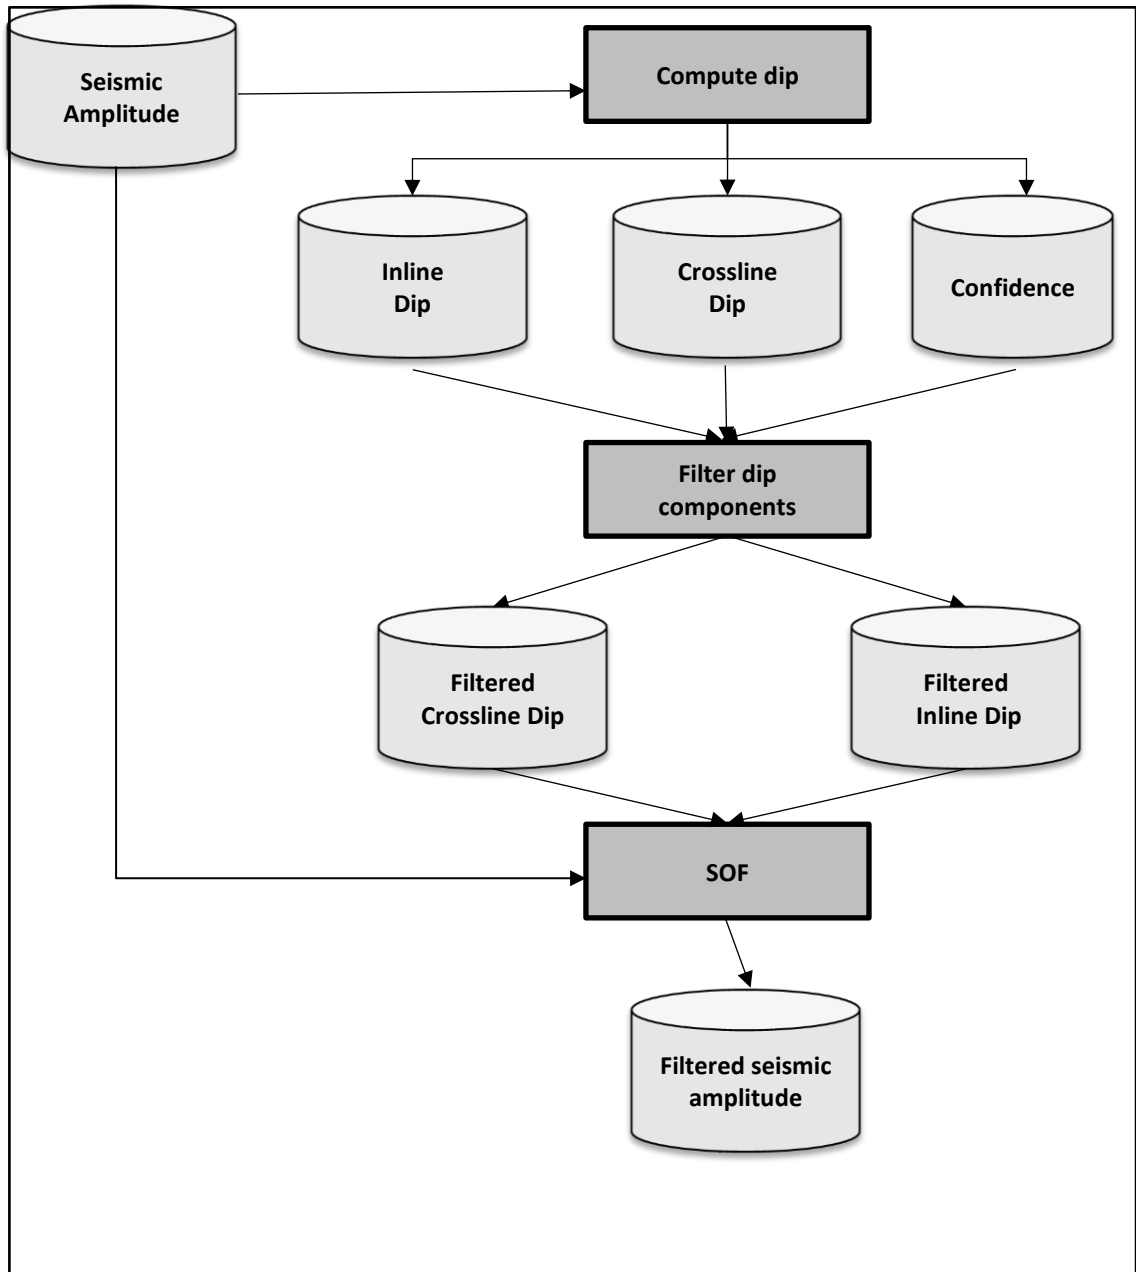 Seismic
Amplitude
Compute dip
Inline
Dip
Crossline
Dip
Confidence
Filter dip
components
Filtered
Crossline Dip
Filtered
Inline Dip
SOF
Filtered seismic
amplitude